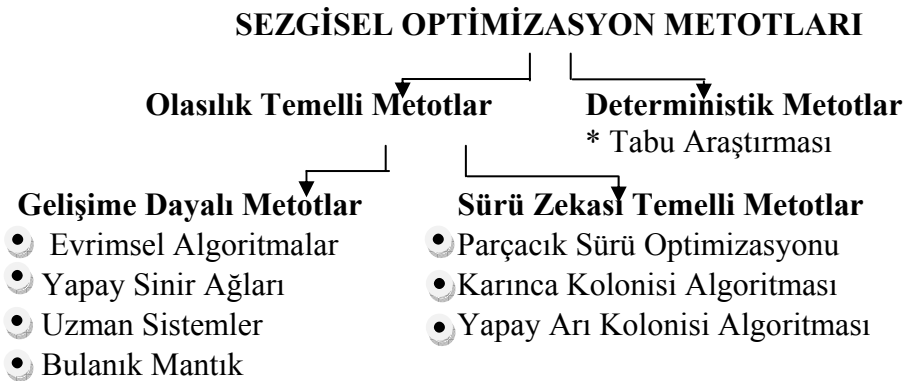 SEZGİSEL OPTİMİZASYON METOTLARI
Olasılık Temelli Metotlar
Deterministik Metotlar
* Tabu Araştırması
Gelişime Dayalı Metotlar
Evrimsel Algoritmalar
Yapay Sinir Ağları
Uzman Sistemler
Bulanık Mantık
Sürü Zekası Temelli Metotlar
Parçacık Sürü Optimizasyonu
Karınca Kolonisi Algoritması
Yapay Arı Kolonisi Algoritması